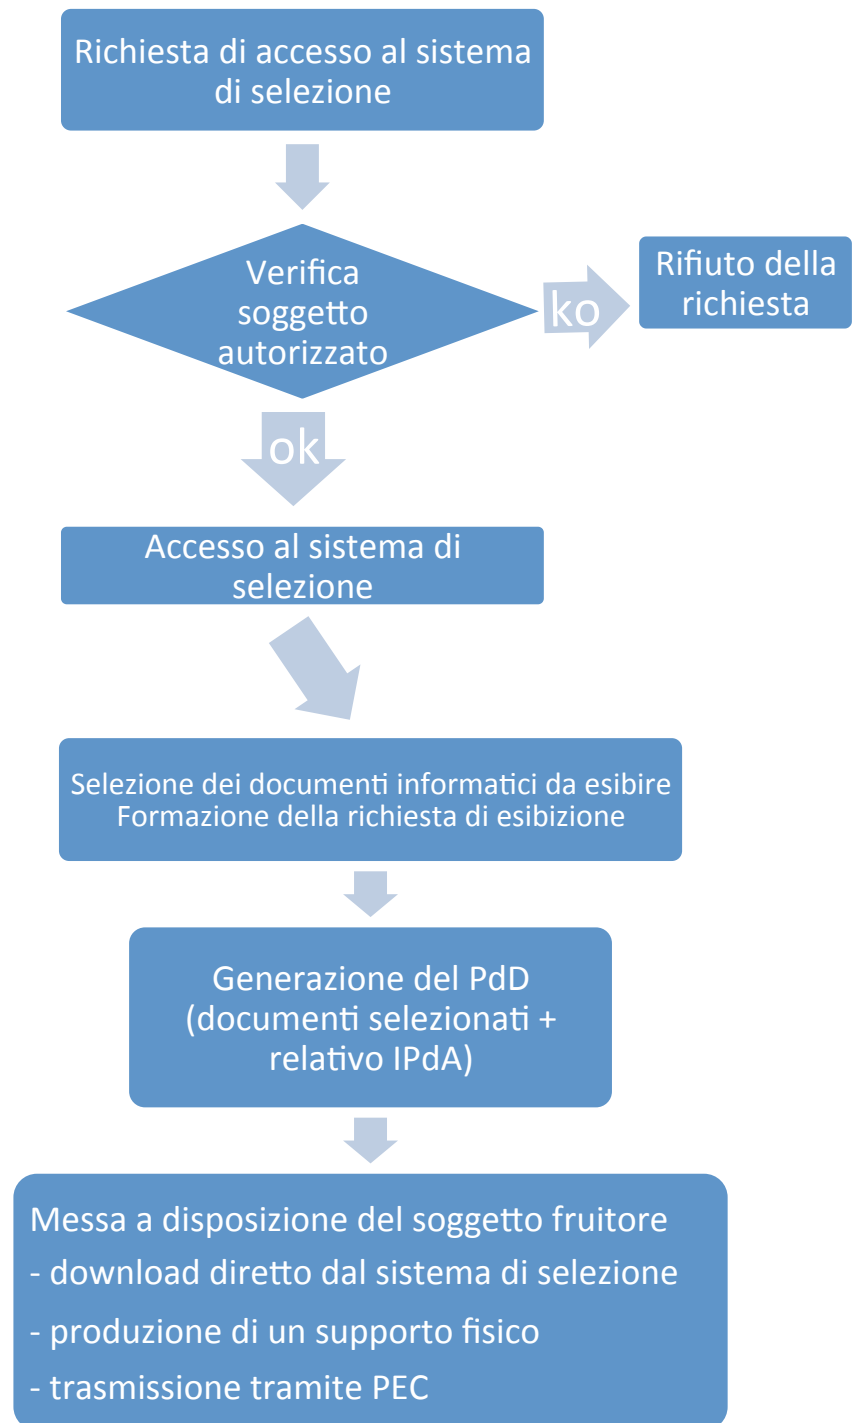 Richiesta di accesso al sistema
di selezione
Verifica
soggetto
autorizzato
ko
Rifiuto della
richiesta
ok
Accesso al sistema di
selezione
Selezione dei documenti informatici da esibire
Formazione della richiesta di esibizione
Generazione del PdD
(documenti selezionati +
relativo IPdA)
Messa a disposizione del soggetto fruitore
- download diretto dal sistema di selezione
- produzione di un supporto fisico
- trasmissione tramite PEC